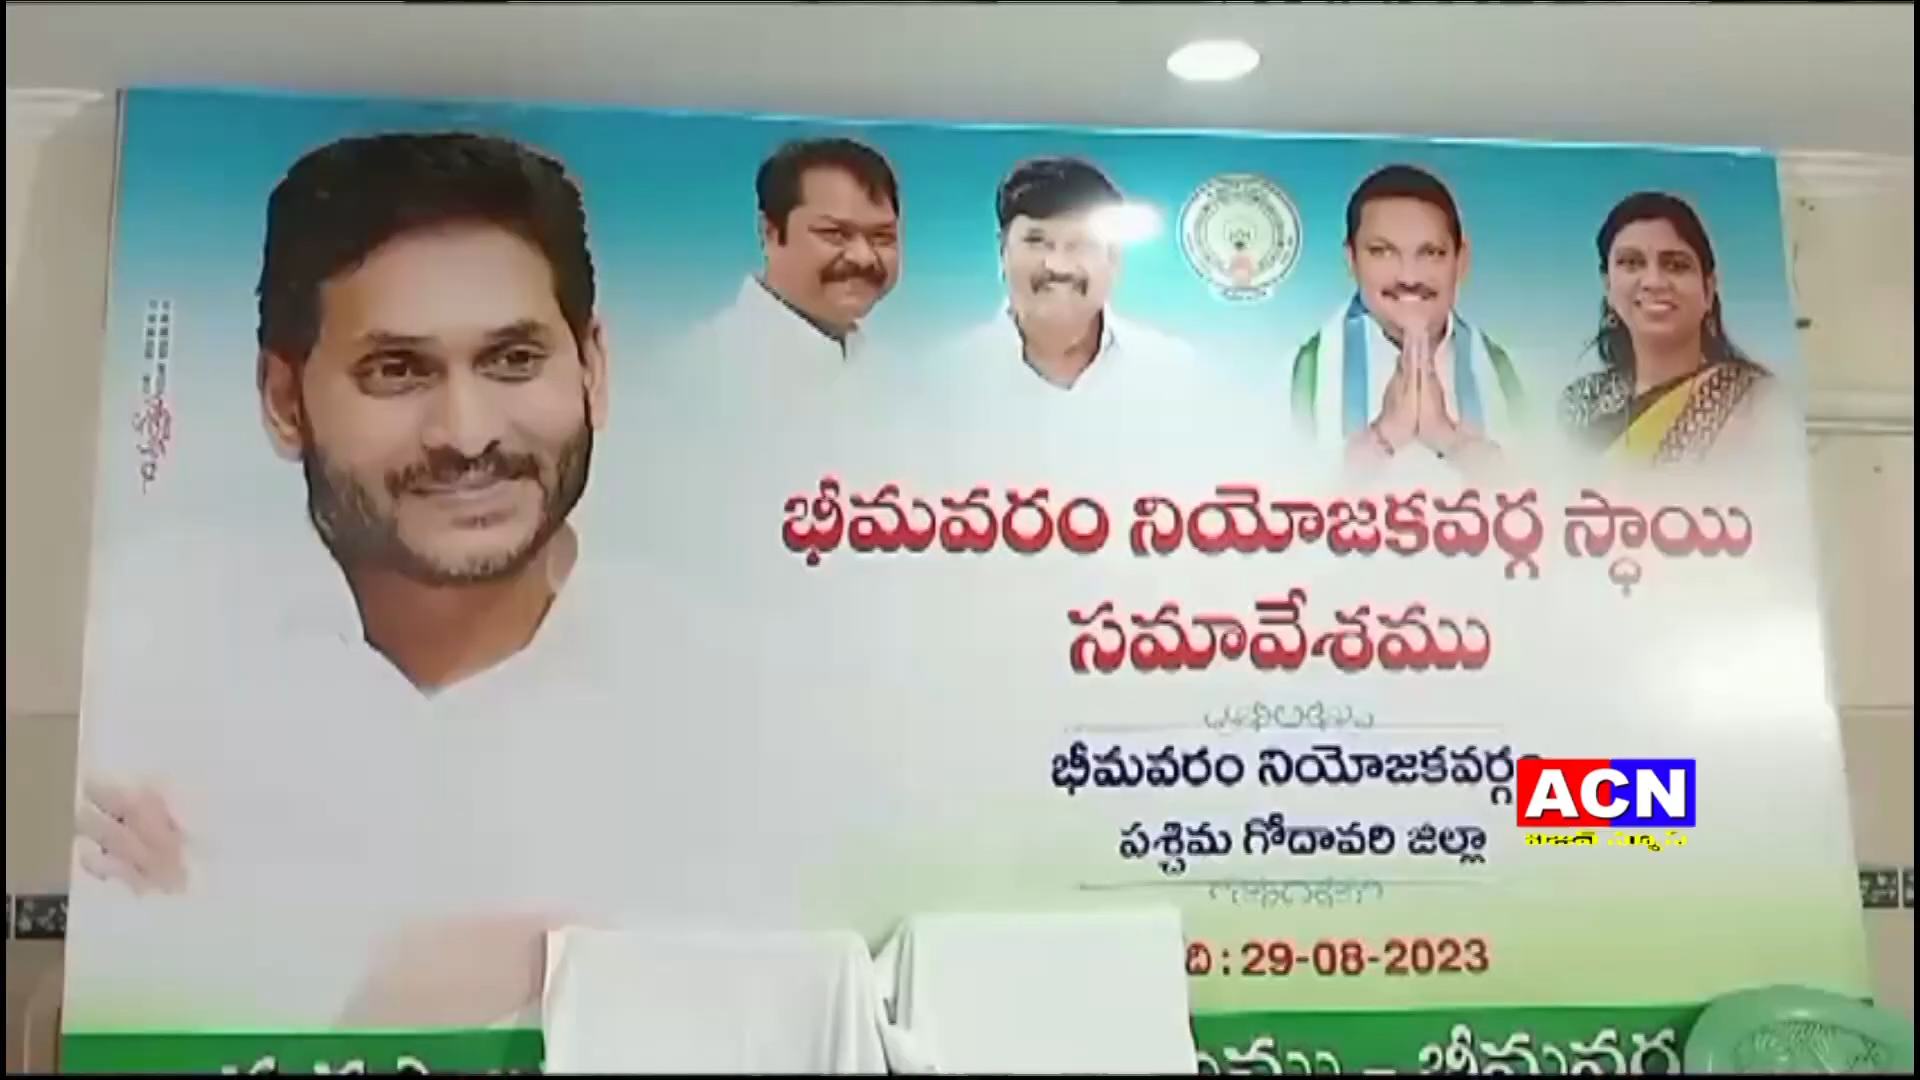 భీమవరం నియోజకవర్గ స్థాయి
సమావేశము
భీమవరం నియోజకవర్గం
పశ్చిమ గోదావరి జిల్లా
ది : 29-08-2023
ACN